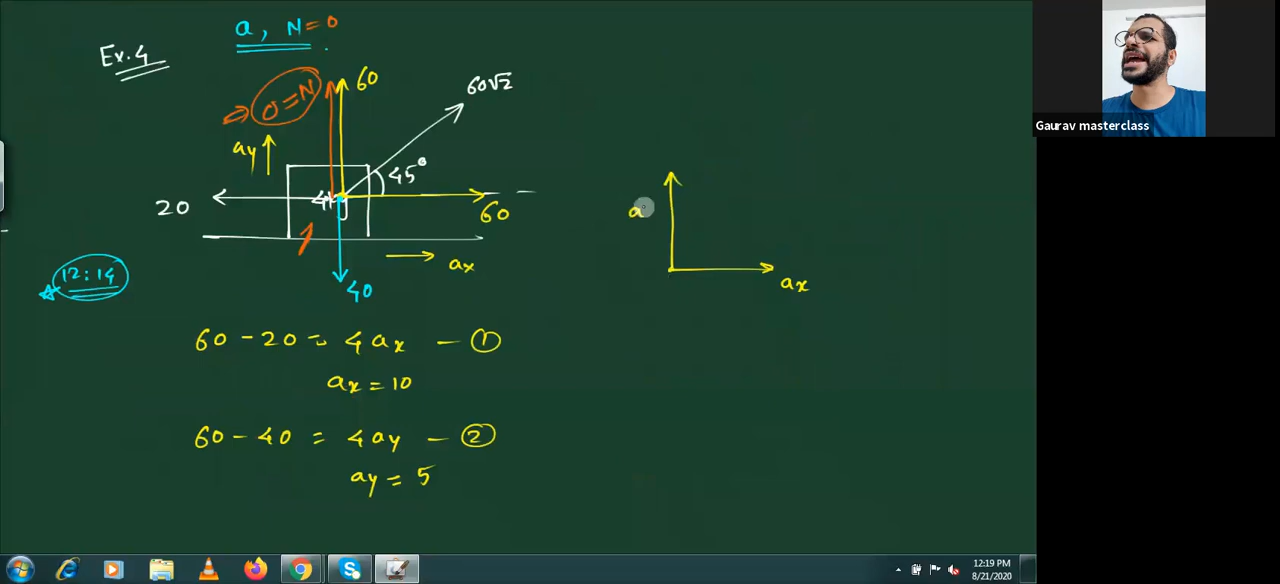 a, N=0
Ex.4
0=N
60
60√2
ay
45°
20
4
60
ax
12:14
40
a
ax
60-20 = 4ax - ①
ax = 10
60-40 = 4ay - ②
ay = 5
Gaurav masterclass
12:19 PM
8/21/2020